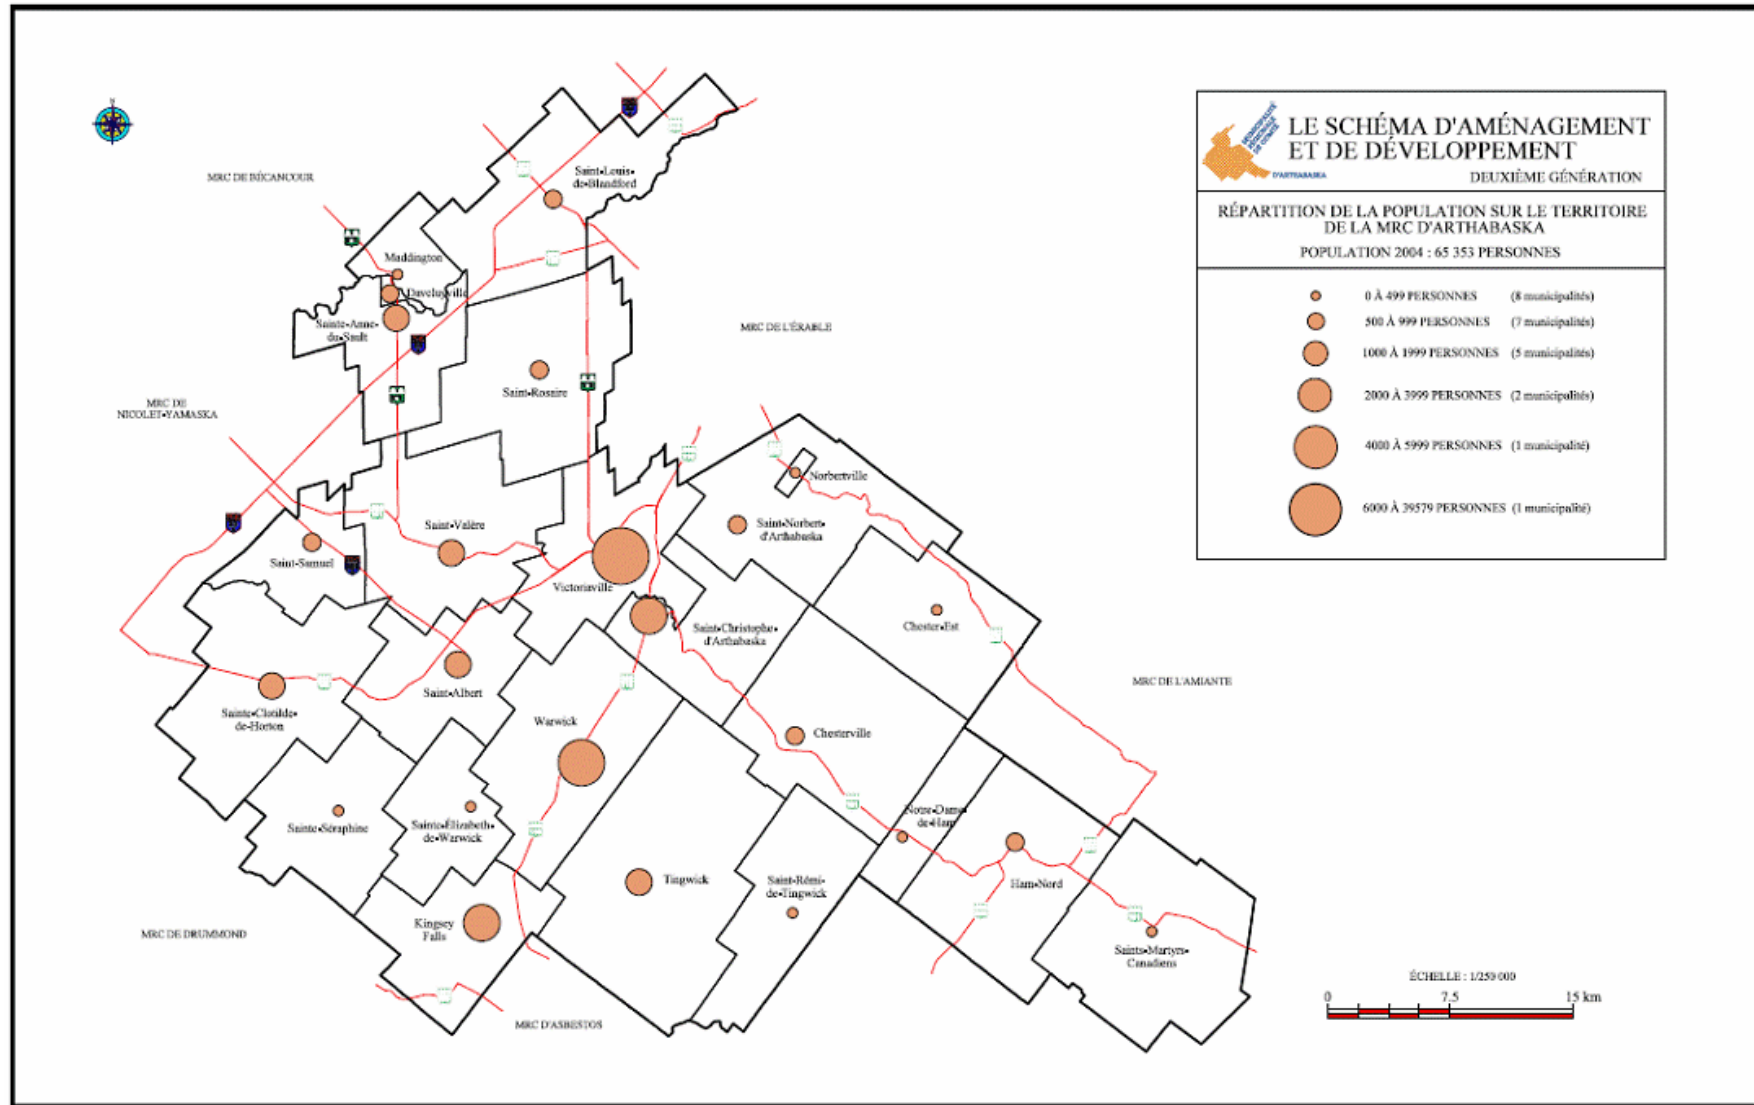 N
MRC DE BÉCANCOUR
Saint-Louis-
de-Blandford
Maddington
Daveluyville
Sainte-Anne-
du-Sault
MRC DE L'ÉRABLE
Saint-Rosaire
MRC DE
NICOLET-YAMASKA
Norbertville
Saint-Valère
Saint-Norbert-
d'Arthabaska
Saint-Samuel
Victoriaville
Saint-Christophe-
d'Arthabaska
Chester-Est
MRC DE L'AMIANTE
Saint-Albert
Sainte-Clotilde-
de-Horton
Warwick
Chesterville
Notre-Dame-
de-Ham
Sainte-Séraphine
Sainte-Élizabeth-
de-Warwick
Tingwick
Saint-Rémi-
de-Tingwick
Ham-Nord
Kingsey
Falls
MRC DE DRUMMOND
Saints-Martyrs-
Canadiens
MRC D'ASBESTOS
MUNICIPALITÉ
RÉGIONALE
DE COMTÉ
D'ARTHABASKA
LE SCHÉMA D'AMÉNAGEMENT
ET DE DÉVELOPPEMENT
DEUXIÈME GÉNÉRATION
RÉPARTITION DE LA POPULATION SUR LE TERRITOIRE
DE LA MRC D'ARTHABASKA
POPULATION 2004 : 65 353 PERSONNES
0 À 499 PERSONNES (8 municipalités)
500 À 999 PERSONNES (7 municipalités)
1000 À 1999 PERSONNES (5 municipalités)
2000 À 3999 PERSONNES (2 municipalités)
4000 À 5999 PERSONNES (1 municipalité)
6000 À 39579 PERSONNES (1 municipalité)
ÉCHELLE : 1/250 000
0 7.5 15 km